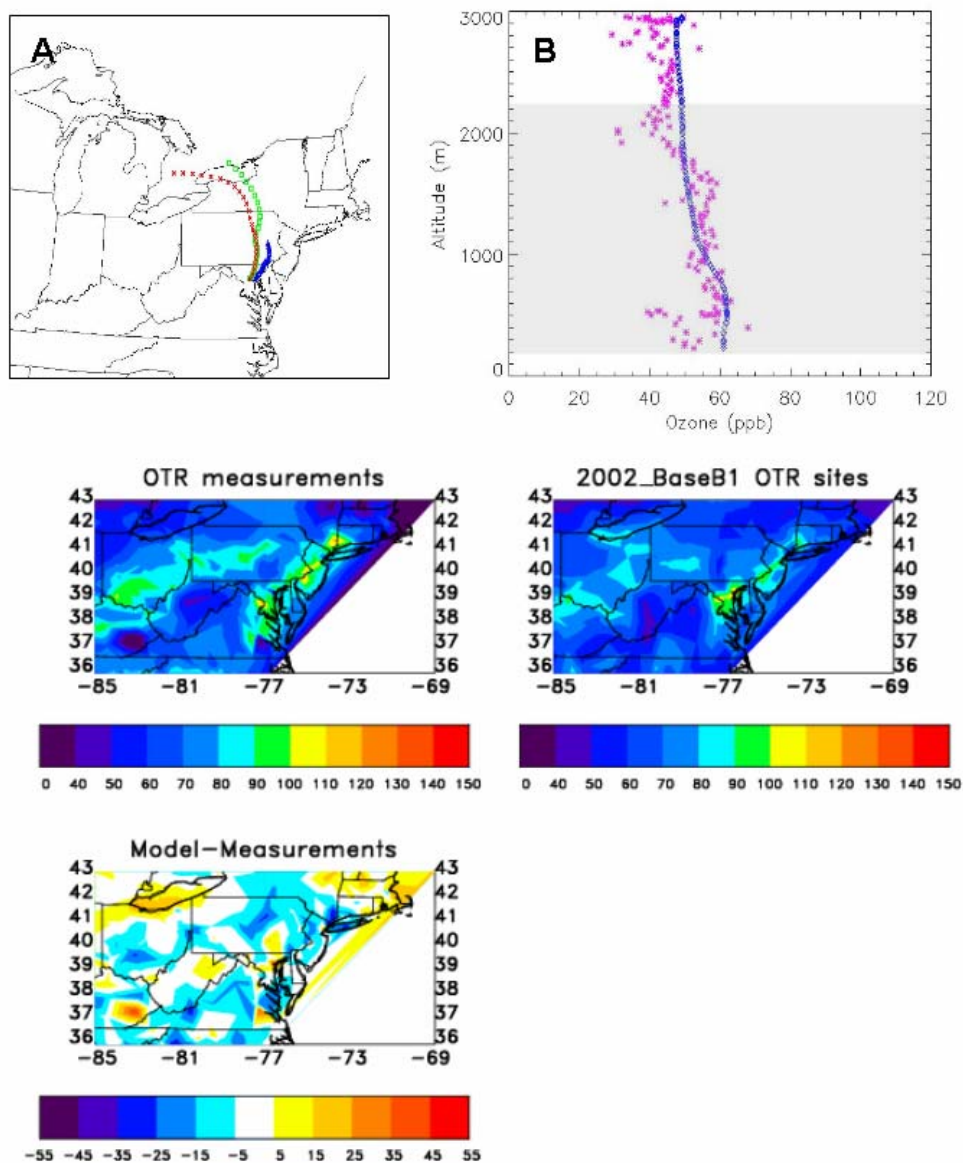 A
B
3000
2000
1000
0
Altitude (m)
0 20 40 60 80 100 120
Ozone (ppb)
OTR measurements
43 43
42 42
41 41
40 40
39 39
38 38
37 37
36 36
-85 -81 -77 -73 -69
0 40 50 60 70 80 90 100 110 120 130 140 150
2002_BaseB1 OTR sites
43 43
42 42
41 41
40 40
39 39
38 38
37 37
36 36
-85 -81 -77 -73 -69
0 40 50 60 70 80 90 100 110 120 130 140 150
Model-Measurements
43 43
42 42
41 41
40 40
39 39
38 38
37 37
36 36
-85 -81 -77 -73 -69
-55 -45 -35 -25 -15 -5 5 15 25 35 45 55